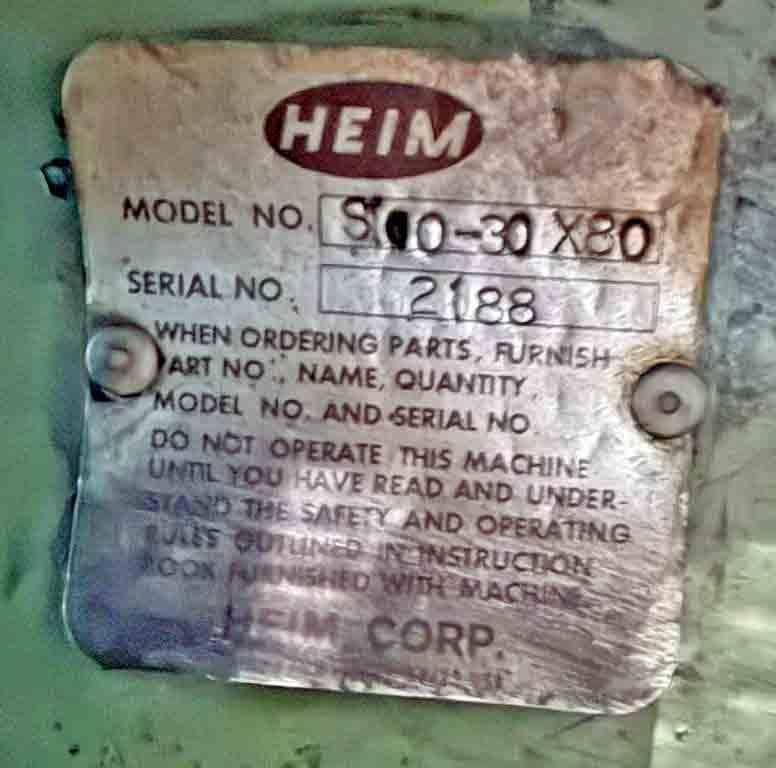 HEIM
MODEL NO. 0-30 X80
SERIAL NO. 2188
WHEN ORDERING PARTS, FURNISH
PART NO., NAME, QUANTITY,
MODEL NO. AND SERIAL NO.
DO NOT OPERATE THIS MACHINE
UNTIL YOU HAVE READ AND UNDER-
STAND THE SAFETY AND OPERATING
RULES OUTLINED IN INSTRUCTION
BOOK FURNISHED WITH MACHINE
HEIM CORP.